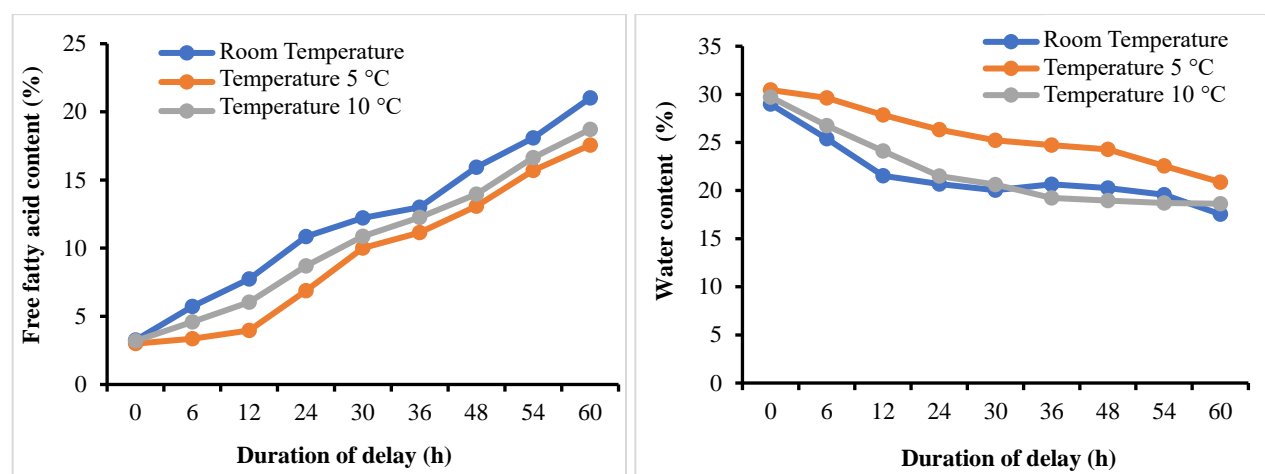 Free fatty acid content (%)
25
20
15
10
5
0
Room Temperature
Temperature 5 °C
Temperature 10 °C
0 6 12 24 30 36 48 54 60
Duration of delay (h)
Water content (%)
35
30
25
20
15
10
5
0
Room Temperature
Temperature 5 °C
Temperature 10 °C
0 6 12 24 30 36 48 54 60
Duration of delay (h)